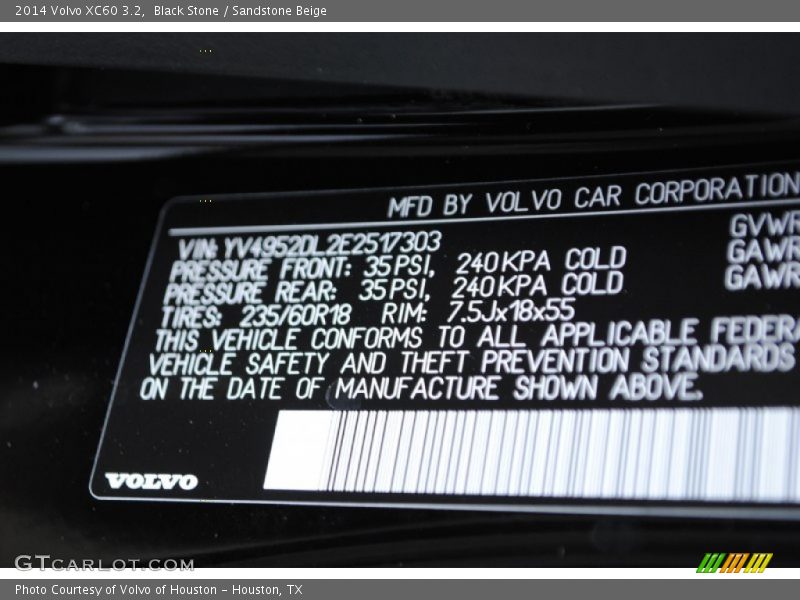 2014 Volvo XC60 3.2, Black Stone / Sandstone Beige
MFD BY VOLVO CAR CORPORATION
VIN: YV4952DL2E2517303 GVWR
PRESSURE FRONT: 35PSI, 240KPA COLD GAWR
PRESSURE REAR: 35PSI, 240KPA COLD GAWR
TIRES: 235/60R18 RIM: 7.5Jx18x55
THIS VEHICLE CONFORMS TO ALL APPLICABLE FEDERA
VEHICLE SAFETY AND THEFT PREVENTION STANDARDS
ON THE DATE OF MANUFACTURE SHOWN ABOVE.
VOLVO
GTCARLOT.COM
Photo Courtesy of Volvo of Houston - Houston, TX